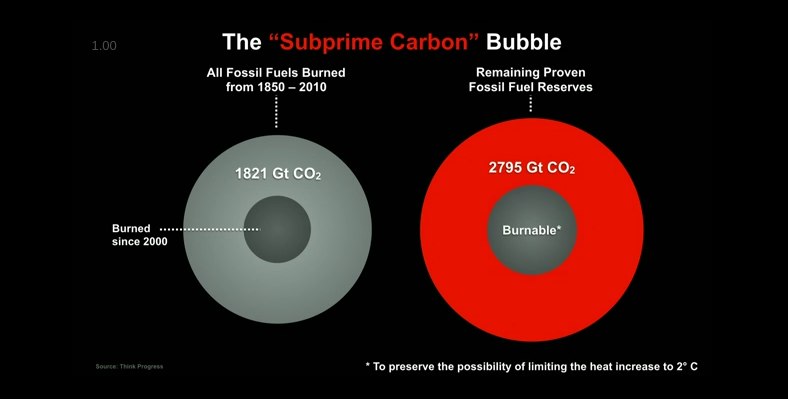 1.00
The “Subprime Carbon” Bubble
All Fossil Fuels Burned
from 1850 – 2010
Remaining Proven
Fossil Fuel Reserves
1821 Gt CO₂
2795 Gt CO₂
Burned
since 2000
Burnable*
Source: Think Progress
* To preserve the possibility of limiting the heat increase to 2° C